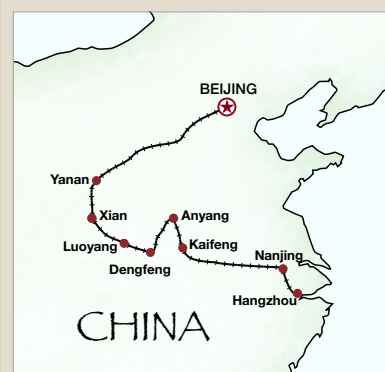 BEIJING
Yanan
Xian
Anyang
Luoyang
Kaifeng
Dengfeng
Nanjing
Hangzhou
CHINA